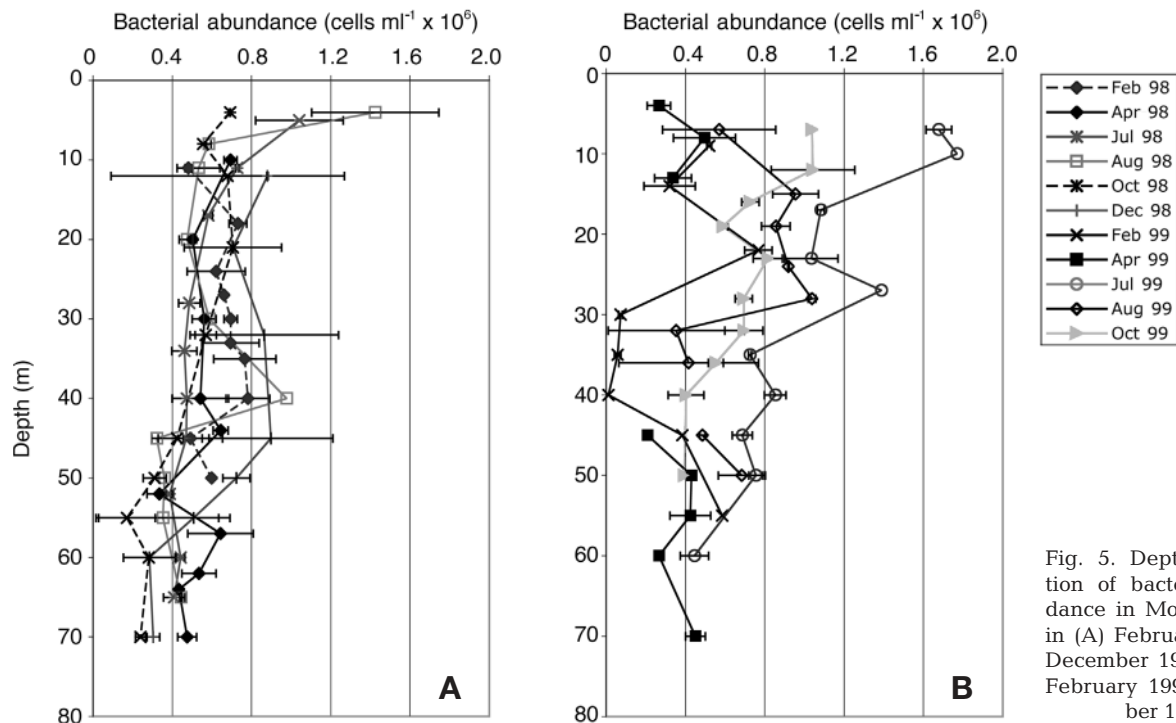 Bacterial abundance (cells ml⁻¹ x 10⁶)
0 0.4 0.8 1.2 1.6 2.0
0
10
20
30
40
50
60
70
80
Depth (m)
A
Bacterial abundance (cells ml⁻¹ x 10⁶)
0 0.4 0.8 1.2 1.6 2.0
0
10
20
30
40
50
60
70
80
B
Feb 98
Apr 98
Jul 98
Aug 98
Oct 98
Dec 98
Feb 99
Apr 99
Jul 99
Aug 99
Oct 99
Fig. 5. Dept
tion of bacte
dance in Mo
in (A) Februa
December 19
February 199
ber 1